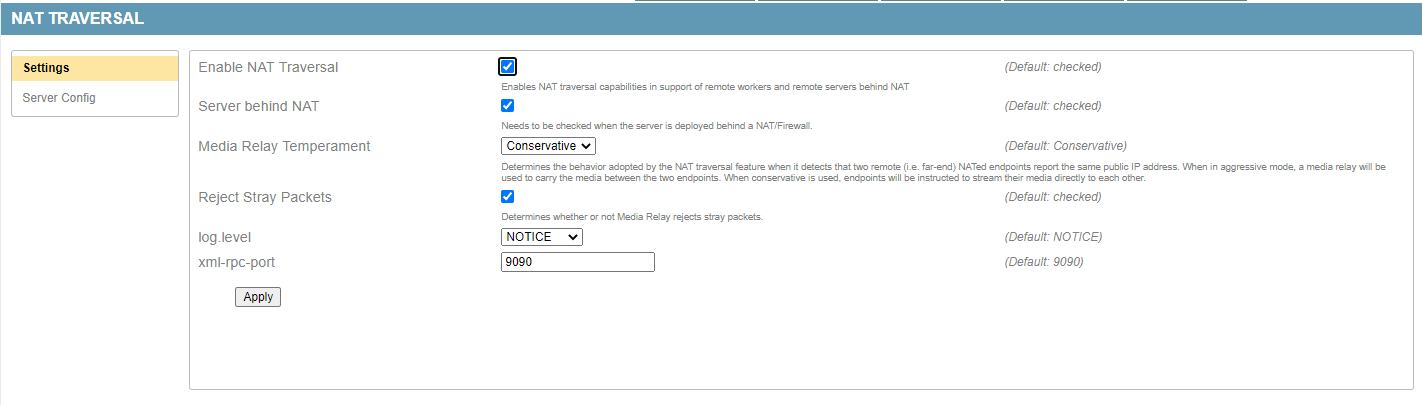 NAT TRAVERSAL
Settings
Server Config
Enable NAT Traversal (Default: checked)
Enables NAT traversal capabilities in support of remote workers and remote servers behind NAT
Server behind NAT (Default: checked)
Needs to be checked when the server is deployed behind a NAT/Firewall.
Media Relay Temperament Conservative (Default: Conservative)
Determines the behavior adopted by the NAT traversal feature when it detects that two remote (i.e. far-end) NATed endpoints report the same public IP address. When in aggressive mode, a media relay will be
used to carry the media between the two endpoints. When conservative is used, endpoints will be instructed to stream their media directly to each other.
Reject Stray Packets (Default: checked)
Determines whether or not Media Relay rejects stray packets.
log.level NOTICE (Default: NOTICE)
xml-rpc-port 9090 (Default: 9090)
Apply